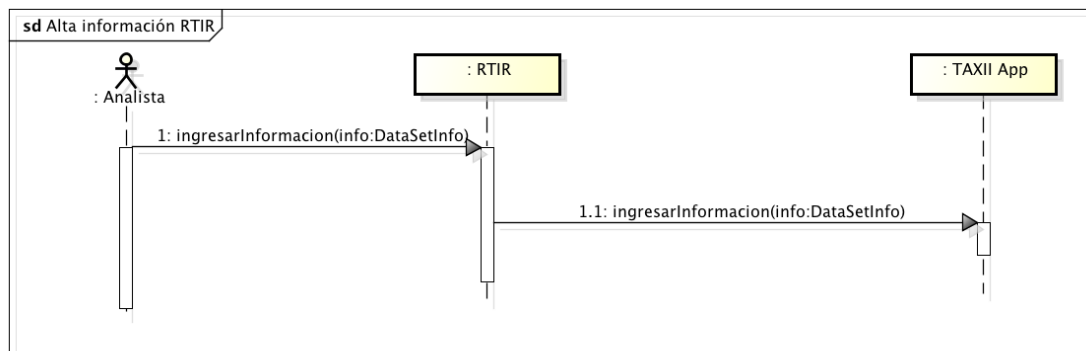 sd Alta información RTIR
: Analista
: RTIR
: TAXII App
1: ingresarInformacion(info:DataSetInfo)
1.1: ingresarInformacion(info:DataSetInfo)